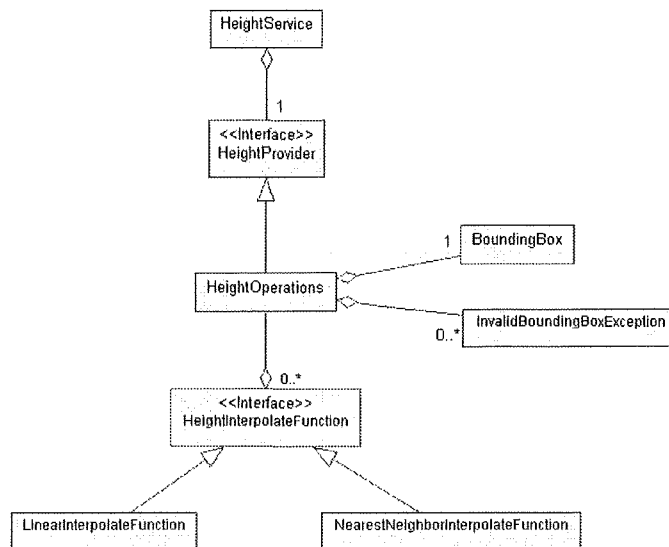 HeightService
1
<<Interface>>
HeightProvider
1
BoundingBox
HeightOperations
InvalidBoundingBoxException
0..*
0..*
<<Interface>>
HeightInterpolateFunction
LinearInterpolateFunction
NearestNeighborInterpolateFunction